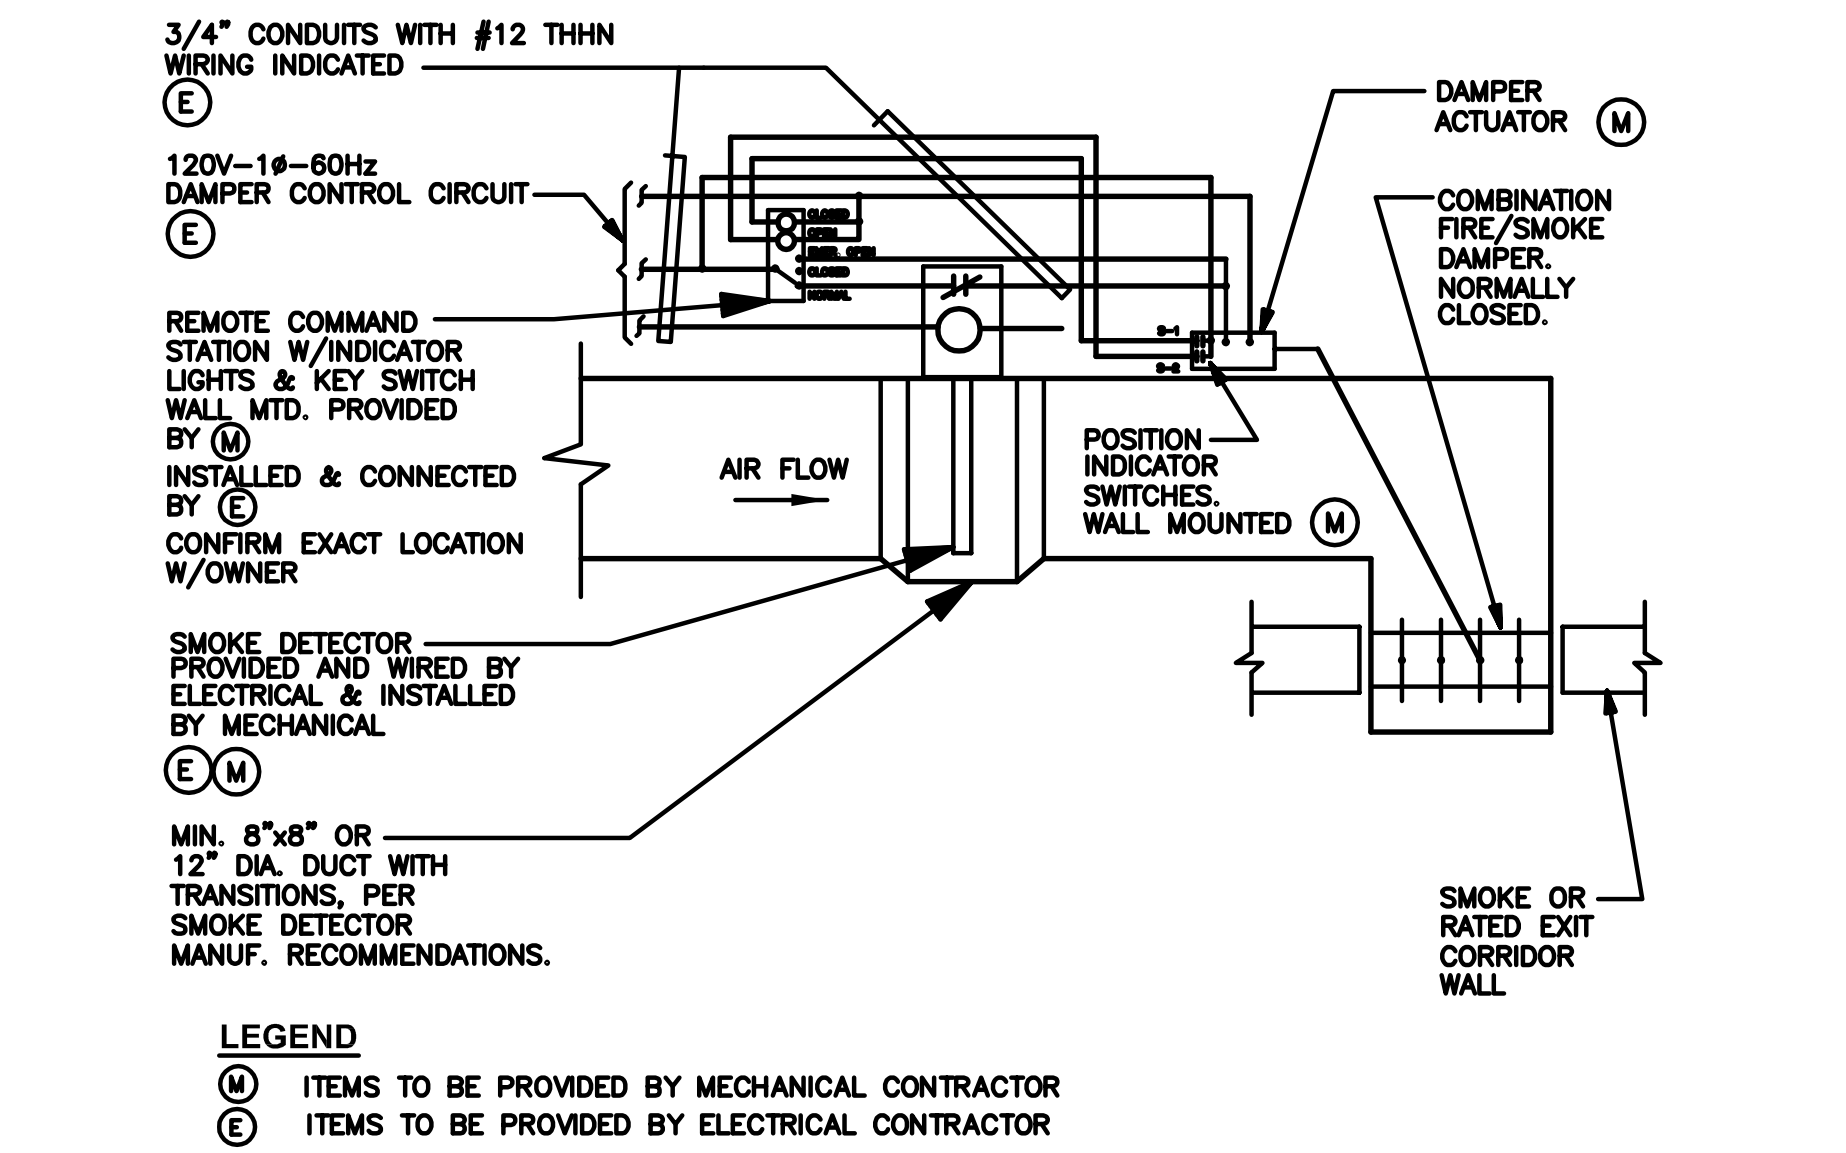 3/4" CONDUITS WITH #12 THHN
WIRING INDICATED
E
120V-1ø-60Hz
DAMPER CONTROL CIRCUIT
E
REMOTE COMMAND
STATION W/INDICATOR
LIGHTS & KEY SWITCH
WALL MTD. PROVIDED
BY M
INSTALLED & CONNECTED
BY E
CONFIRM EXACT LOCATION
W/OWNER
SMOKE DETECTOR
PROVIDED AND WIRED BY
ELECTRICAL & INSTALLED
BY MECHANICAL
E M
MIN. 8"x8" OR
12" DIA. DUCT WITH
TRANSITIONS, PER
SMOKE DETECTOR
MANUF. RECOMMENDATIONS.
CLOSED
OPEN
EMER. OPEN
CLOSED
NORMAL
AIR FLOW
S-1
S-2
POSITION
INDICATOR
SWITCHES.
WALL MOUNTED M
DAMPER
ACTUATOR M
COMBINATION
FIRE/SMOKE
DAMPER.
NORMALLY
CLOSED.
SMOKE OR
RATED EXIT
CORRIDOR
WALL
LEGEND
M ITEMS TO BE PROVIDED BY MECHANICAL CONTRACTOR
E ITEMS TO BE PROVIDED BY ELECTRICAL CONTRACTOR